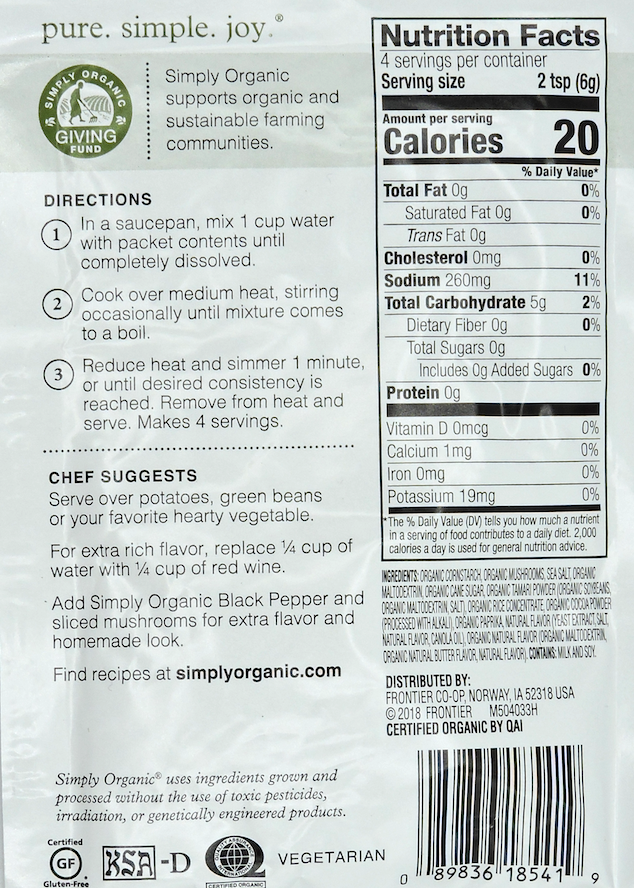 pure. simple. joy.®
SIMPLY ORGANIC
GIVING
FUND
Simply Organic
supports organic and
sustainable farming
communities.
DIRECTIONS
1 In a saucepan, mix 1 cup water
with packet contents until
completely dissolved.
2 Cook over medium heat, stirring
occasionally until mixture comes
to a boil.
3 Reduce heat and simmer 1 minute,
or until desired consistency is
reached. Remove from heat and
serve. Makes 4 servings.
CHEF SUGGESTS
Serve over potatoes, green beans
or your favorite hearty vegetable.
For extra rich flavor, replace ¼ cup of
water with ¼ cup of red wine.
Add Simply Organic Black Pepper and
sliced mushrooms for extra flavor and
homemade look.
Find recipes at simplyorganic.com
Simply Organic® uses ingredients grown and
processed without the use of toxic pesticides,
irradiation, or genetically engineered products.
Certified
GF
Gluten-Free
KSA-D
QUALITY ASSURANCE
INTERNATIONAL
CERTIFIED ORGANIC
VEGETARIAN
Nutrition Facts
4 servings per container
Serving size 2 tsp (6g)
Amount per serving
Calories 20
% Daily Value*
Total Fat 0g 0%
Saturated Fat 0g 0%
Trans Fat 0g
Cholesterol 0mg 0%
Sodium 260mg 11%
Total Carbohydrate 5g 2%
Dietary Fiber 0g 0%
Total Sugars 0g
Includes 0g Added Sugars 0%
Protein 0g
Vitamin D 0mcg 0%
Calcium 1mg 0%
Iron 0mg 0%
Potassium 19mg 0%
*The % Daily Value (DV) tells you how much a nutrient
in a serving of food contributes to a daily diet. 2,000
calories a day is used for general nutrition advice.
INGREDIENTS: ORGANIC CORNSTARCH, ORGANIC MUSHROOMS, SEA SALT, ORGANIC
MALTODEXTRIN, ORGANIC CANE SUGAR, ORGANIC TAMARI POWDER (ORGANIC SOYBEANS,
ORGANIC MALTODEXTRIN, SALT), ORGANIC RICE CONCENTRATE, ORGANIC COCOA POWDER
(PROCESSED WITH ALKALI), ORGANIC PAPRIKA, NATURAL FLAVOR (YEAST EXTRACT, SALT,
NATURAL FLAVOR, CANOLA OIL), ORGANIC NATURAL FLAVOR (ORGANIC MALTODEXTRIN,
ORGANIC NATURAL BUTTER FLAVOR, NATURAL FLAVOR). CONTAINS: MILK AND SOY.
DISTRIBUTED BY:
FRONTIER CO-OP, NORWAY, IA 52318 USA
© 2018 FRONTIER M504033H
CERTIFIED ORGANIC BY QAI
0 89836 18541 9